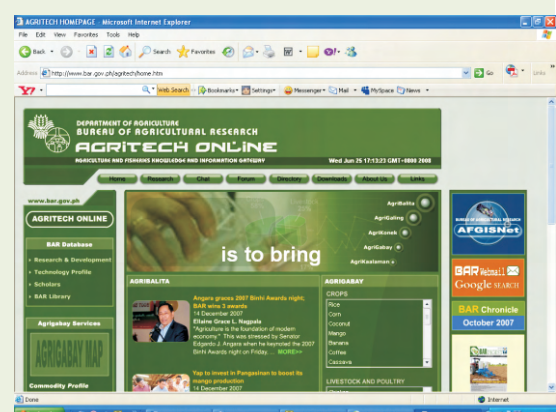 AGRITECH HOMEPAGE - Microsoft Internet Explorer
File Edit View Favorites Tools Help
Back Search Favorites
Address http://www.bar.gov.ph/agritech/home.htm Go Links
Web Search Bookmarks Settings Messenger Mail MySpace News
DEPARTMENT OF AGRICULTURE
BUREAU OF AGRICULTURAL RESEARCH
AGRITECH ONLINE
AGRICULTURE AND FISHERIES KNOWLEDGE AND INFORMATION GATEWAY
Wed Jun 25 17:13:23 GMT+0800 2008
Home Research Chat Forum Directory Downloads About Us Links
www.bar.gov.ph
AGRITECH ONLINE
BAR Database
Research & Development
Technology Profile
Scholars
BAR Library
Agrigabay Services
AGRIGABAY MAP
Commodity Profile
is to bring
AgriBalita
AgriGaling
AgriKonek
AgriGabay
AgriKaalaman
AGRIBALITA
Angara graces 2007 Binhi Awards night;
BAR wins 3 awards
14 December 2007
Ellaine Grace L. Nagpala
"Agriculture is the foundation of modern
economy." This was stressed by Senator
Edgardo J. Angara when he keynoted the 2007
Binhi Awards night on Friday, ... MORE>>
Yap to invest in Pangasinan to boost its
mango production
14 December 2007
AGRIGABAY
CROPS
Rice
Corn
Coconut
Mango
Banana
Coffee
Cassava
LIVESTOCK AND POULTRY
BUREAU OF AGRICULTURAL RESEARCH
AFGISNet
BAR Webmail
Google SEARCH
BAR Chronicle
October 2007
Done
Internet